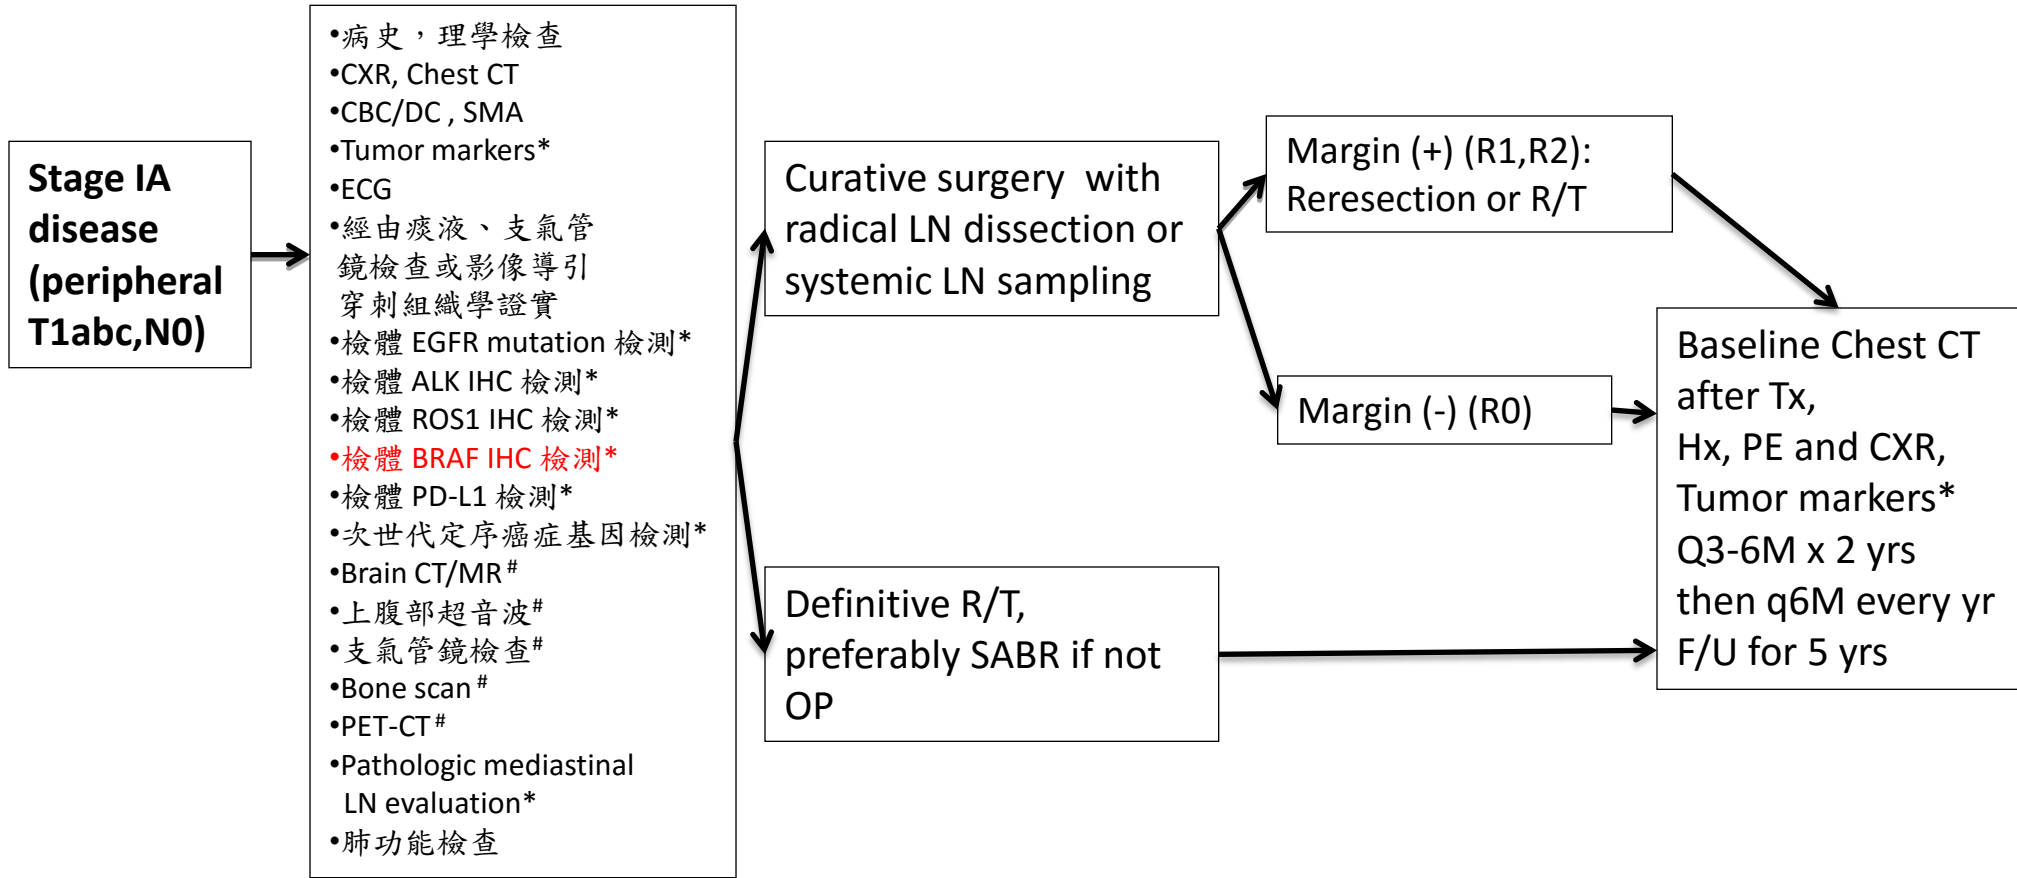 Stage IA
disease
(peripheral
T1abc,N0)
•病史，理學檢查
•CXR, Chest CT
•CBC/DC , SMA
•Tumor markers*
•ECG
•經由痰液、支氣管
鏡檢查或影像導引
穿刺組織學證實
•檢體 EGFR mutation 檢測*
•檢體 ALK IHC 檢測*
•檢體 ROS1 IHC 檢測*
•檢體 BRAF IHC 檢測*
•檢體 PD-L1 檢測*
•次世代定序癌症基因檢測*
•Brain CT/MR #
•上腹部超音波#
•支氣管鏡檢查#
•Bone scan #
•PET-CT #
•Pathologic mediastinal
LN evaluation*
•肺功能檢查
Curative surgery with
radical LN dissection or
systemic LN sampling
Definitive R/T,
preferably SABR if not
OP
Margin (+) (R1,R2):
Reresection or R/T
Margin (-) (R0)
Baseline Chest CT
after Tx,
Hx, PE and CXR,
Tumor markers*
Q3-6M x 2 yrs
then q6M every yr
F/U for 5 yrs